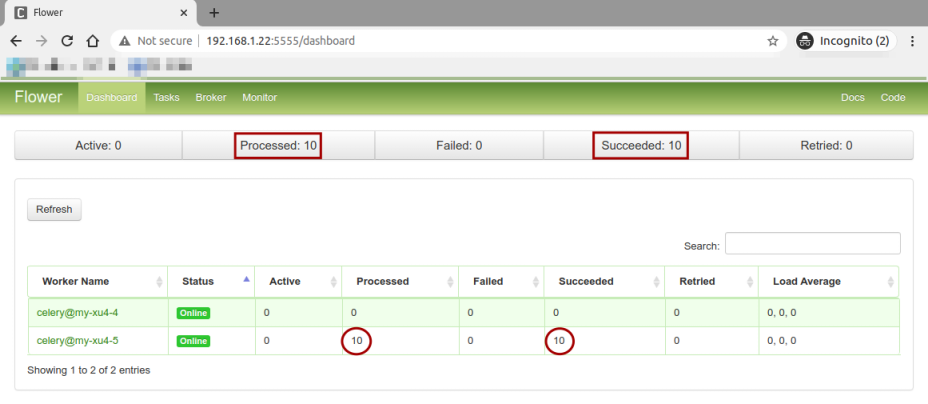 Flower
Not secure | 192.168.1.22:5555/dashboard Incognito (2)
Flower Dashboard Tasks Broker Monitor Docs Code
Active: 0 Processed: 10 Failed: 0 Succeeded: 10 Retried: 0
Refresh
Search:
Worker Name Status Active Processed Failed Succeeded Retried Load Average
celery@my-xu4-4 Online 0 0 0 0 0 0, 0, 0
celery@my-xu4-5 Online 0 10 0 10 0 0, 0, 0
Showing 1 to 2 of 2 entries